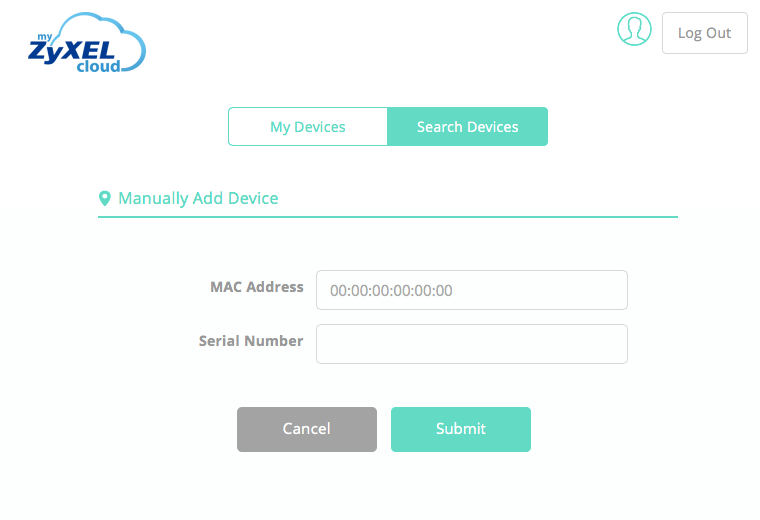 my
ZyXEL
cloud
Log Out
My Devices
Search Devices
Manually Add Device
MAC Address
00:00:00:00:00:00
Serial Number
Cancel
Submit